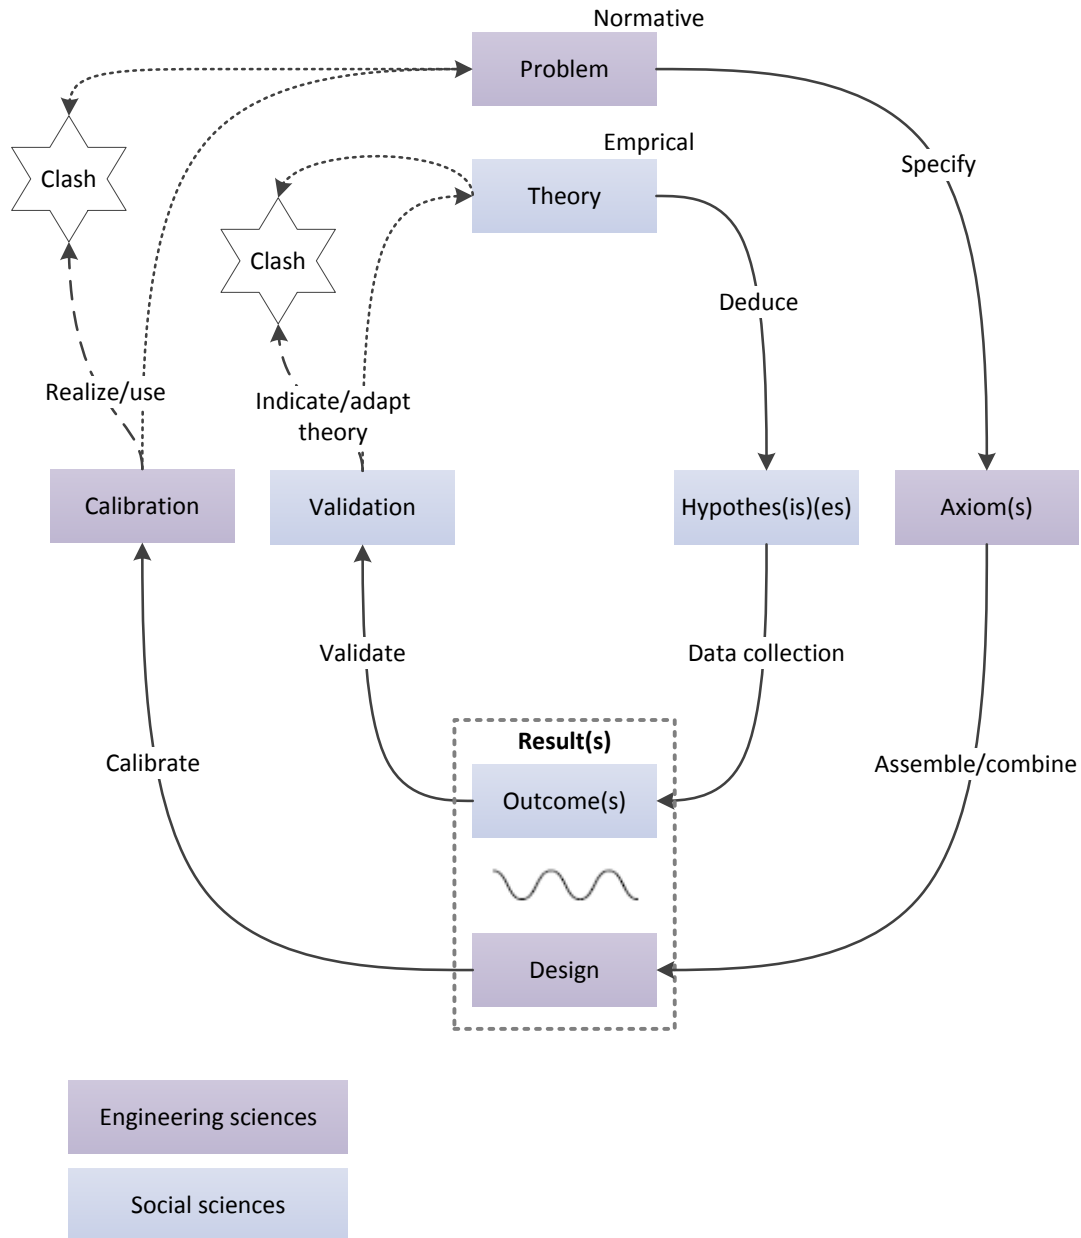 Normative
Problem
Emprical
Theory
Clash
Specify
Clash
Deduce
Realize/use
Indicate/adapt
theory
Calibration
Validation
Hypothes(is)(es)
Axiom(s)
Validate
Data collection
Result(s)
Calibrate
Assemble/combine
Outcome(s)
Design
Engineering sciences
Social sciences